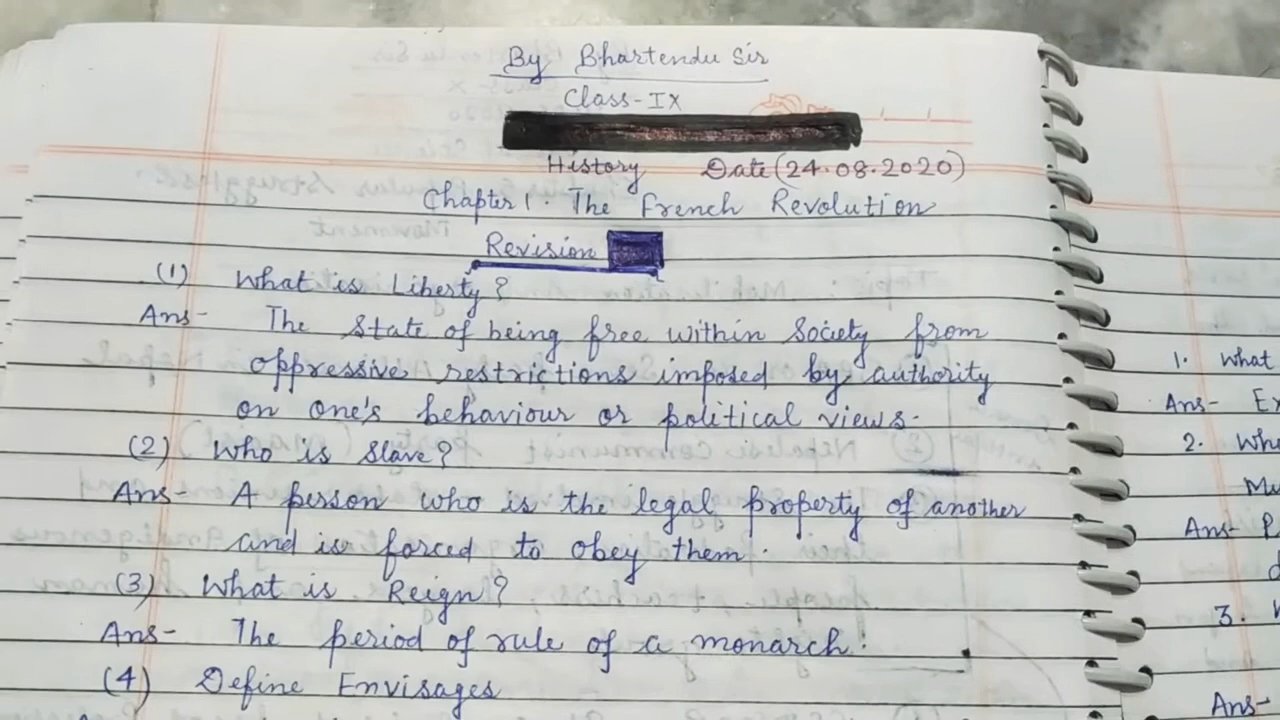 By Bhartendu Sir
Class-IX
History Date (24.08.2020)
Chapter 1. The French Revolution
Revision
(1) What is Liberty?
Ans- The state of being free within society from
oppressive restrictions imposed by authority
on one's behaviour or political views.
(2) Who is slave?
Ans- A person who is the legal property of another
and is forced to obey them.
(3) What is Reign?
Ans- The period of rule of a monarch.
(4) Define Envisages
1. What
Ans- Ex
2. Wh
Mu
Ans- P
3.
Ans-